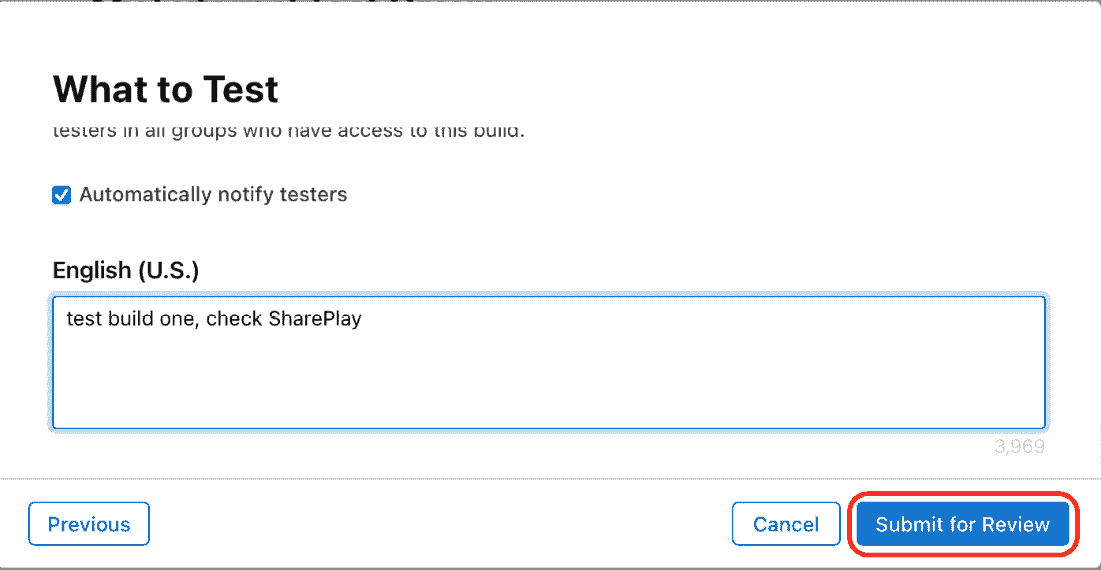 What to Test
testers in all groups who have access to this build.
Automatically notify testers
English (U.S.)
test build one, check SharePlay
3,969
Previous
Cancel
Submit for Review